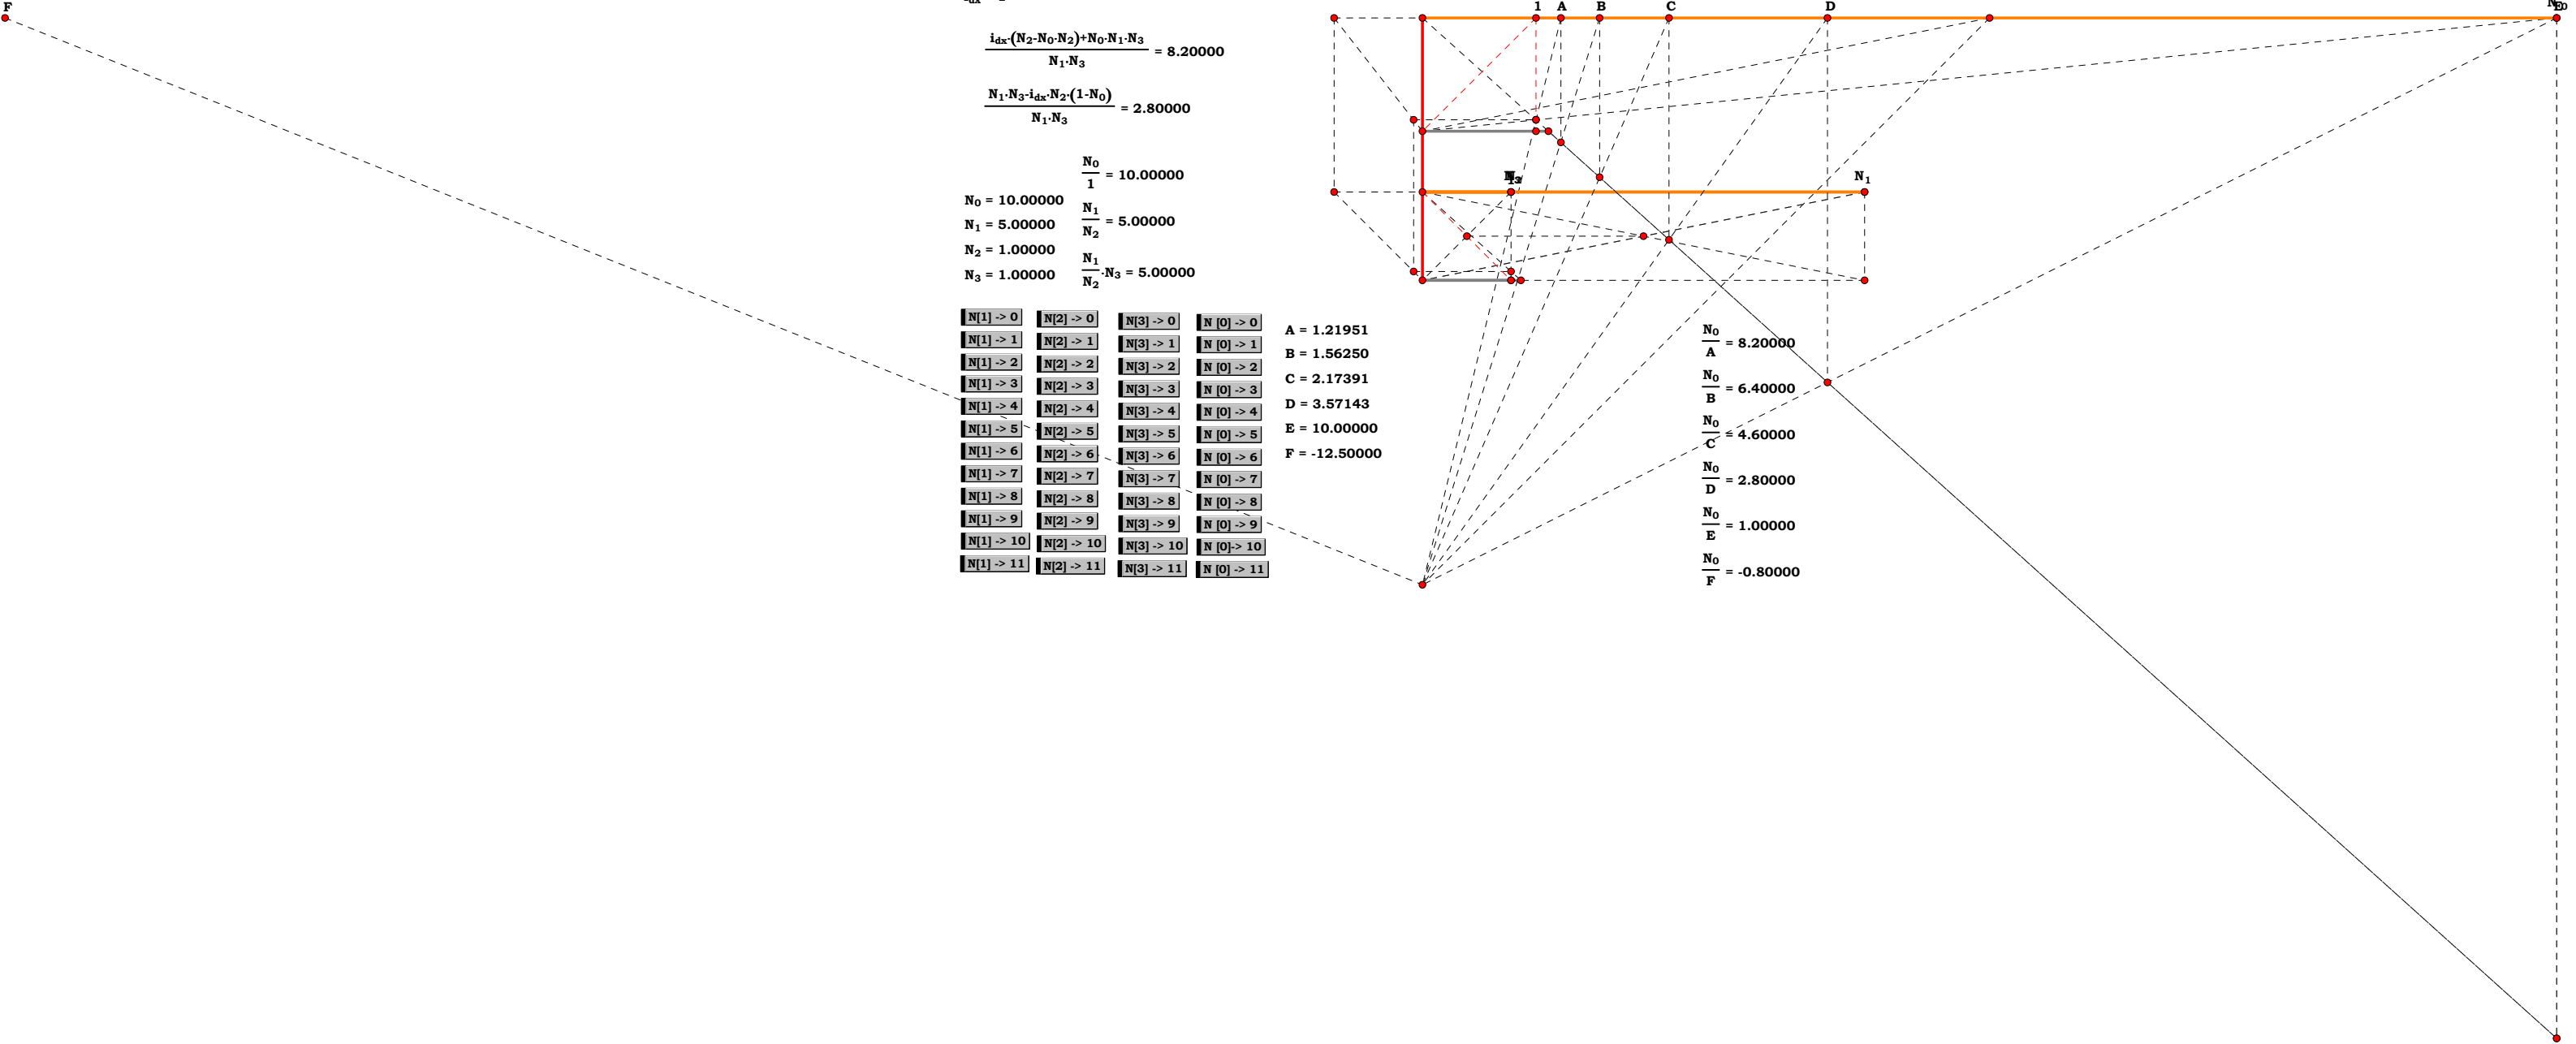 F
1 A B C D
i_dx·(N₂-N₀·N₂)+N₀·N₁·N₃
N₁·N₃
= 8.20000
N₁·N₃-i_dx·N₂·(1-N₀)
N₁·N₃
= 2.80000
N₀
1
= 10.00000
N₀ = 10.00000
N₁ = 5.00000
N₂ = 1.00000
N₃ = 1.00000
N₁
N₂
= 5.00000
N₁
N₂
·N₃ = 5.00000
N₁
N[1] -> 0 N[2] -> 0 N[3] -> 0 N [0] -> 0
N[1] -> 1 N[2] -> 1 N[3] -> 1 N [0] -> 1
N[1] -> 2 N[2] -> 2 N[3] -> 2 N [0] -> 2
N[1] -> 3 N[2] -> 3 N[3] -> 3 N [0] -> 3
N[1] -> 4 N[2] -> 4 N[3] -> 4 N [0] -> 4
N[1] -> 5 N[2] -> 5 N[3] -> 5 N [0] -> 5
N[1] -> 6 N[2] -> 6 N[3] -> 6 N [0] -> 6
N[1] -> 7 N[2] -> 7 N[3] -> 7 N [0] -> 7
N[1] -> 8 N[2] -> 8 N[3] -> 8 N [0] -> 8
N[1] -> 9 N[2] -> 9 N[3] -> 9 N [0] -> 9
N[1] -> 10 N[2] -> 10 N[3] -> 10 N [0]-> 10
N[1] -> 11 N[2] -> 11 N[3] -> 11 N [0] -> 11
A = 1.21951
B = 1.56250
C = 2.17391
D = 3.57143
E = 10.00000
F = -12.50000
N₀
A
= 8.20000
N₀
B
= 6.40000
N₀
C
= 4.60000
N₀
D
= 2.80000
N₀
E
= 1.00000
N₀
F
= -0.80000